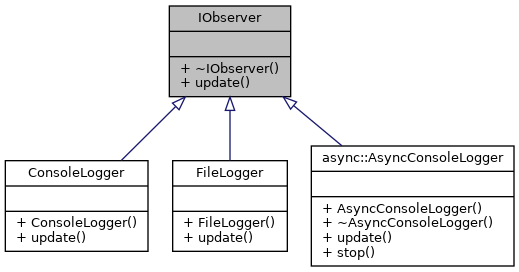 IObserver
+ ~IObserver()
+ update()
ConsoleLogger
+ ConsoleLogger()
+ update()
FileLogger
+ FileLogger()
+ update()
async::AsyncConsoleLogger
+ AsyncConsoleLogger()
+ ~AsyncConsoleLogger()
+ update()
+ stop()